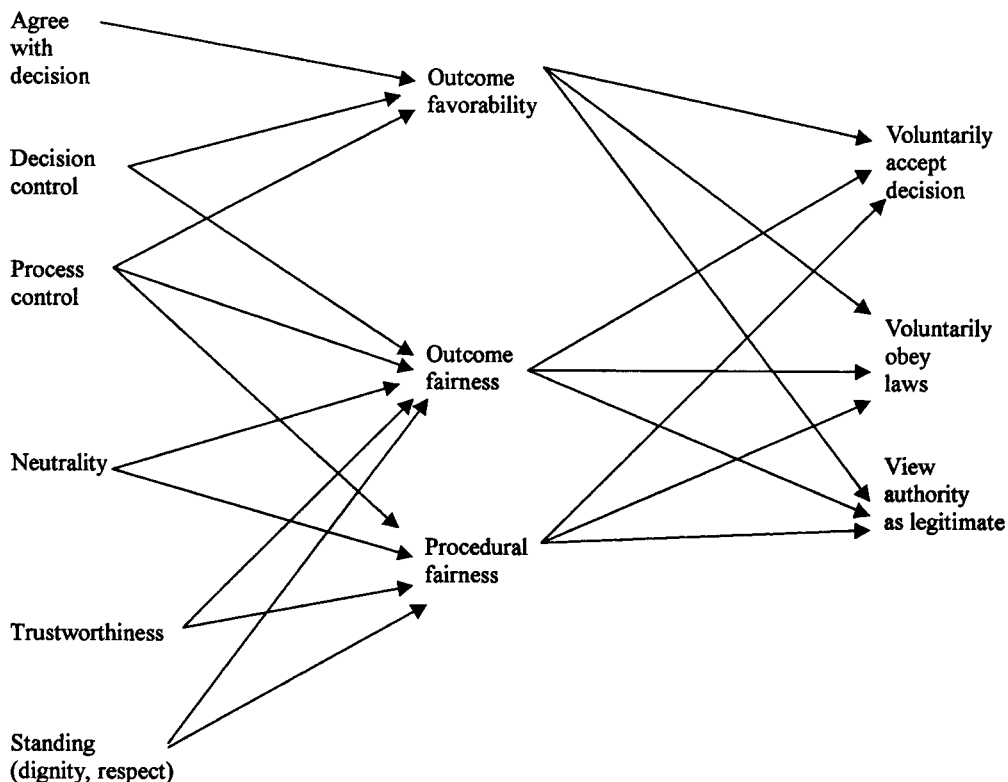 Agree
with
decision
Decision
control
Process
control
Neutrality
Trustworthiness
Standing
(dignity, respect)
Outcome
favorability
Outcome
fairness
Procedural
fairness
Voluntarily
accept
decision
Voluntarily
obey
laws
View
authority
as legitimate